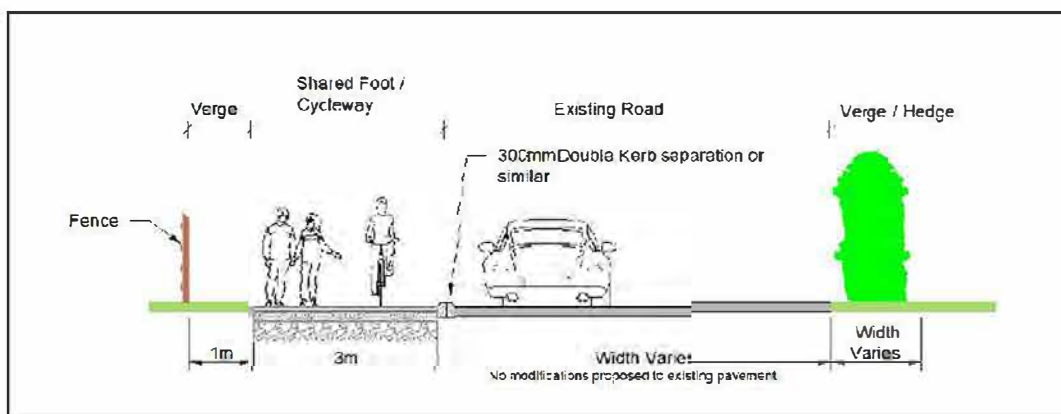 Shared Foot /
Cycleway
Verge
Existing Road
Verge / Hedge
300mmDouble Kerb separation or
similar
Fence
1m
3m
Width Varies
No modifications proposed to existing pavement
Width
Varies